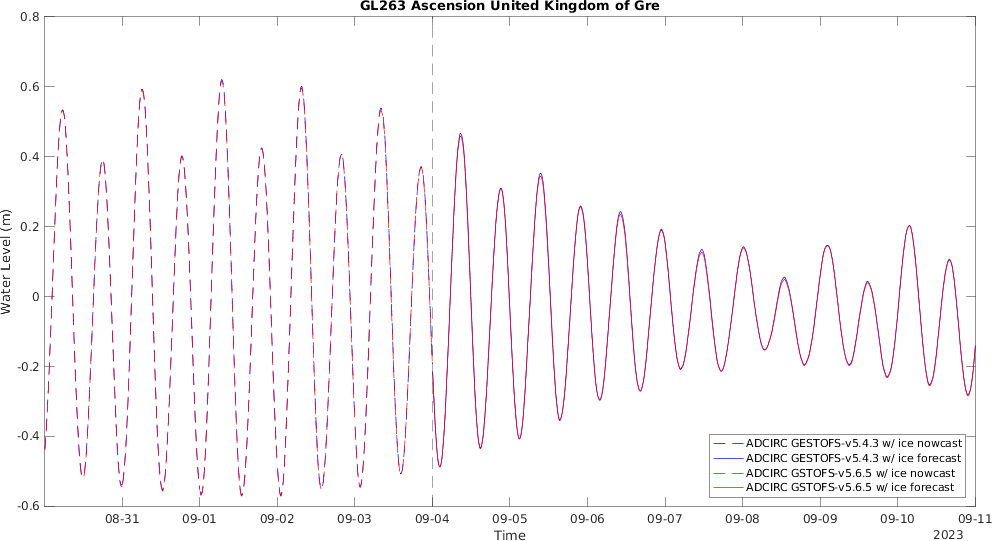 GL263 Ascension United Kingdom of Gre
0.8
0.6
0.4
0.2
0
-0.2
-0.4
-0.6
Water Level (m)
ADCIRC GESTOFS-v5.4.3 w/ ice nowcast
ADCIRC GESTOFS-v5.4.3 w/ ice forecast
ADCIRC GSTOFS-v5.6.5 w/ ice nowcast
ADCIRC GSTOFS-v5.6.5 w/ ice forecast
08-31 09-01 09-02 09-03 09-04 09-05 09-06 09-07 09-08 09-09 09-10 09-11
Time
2023